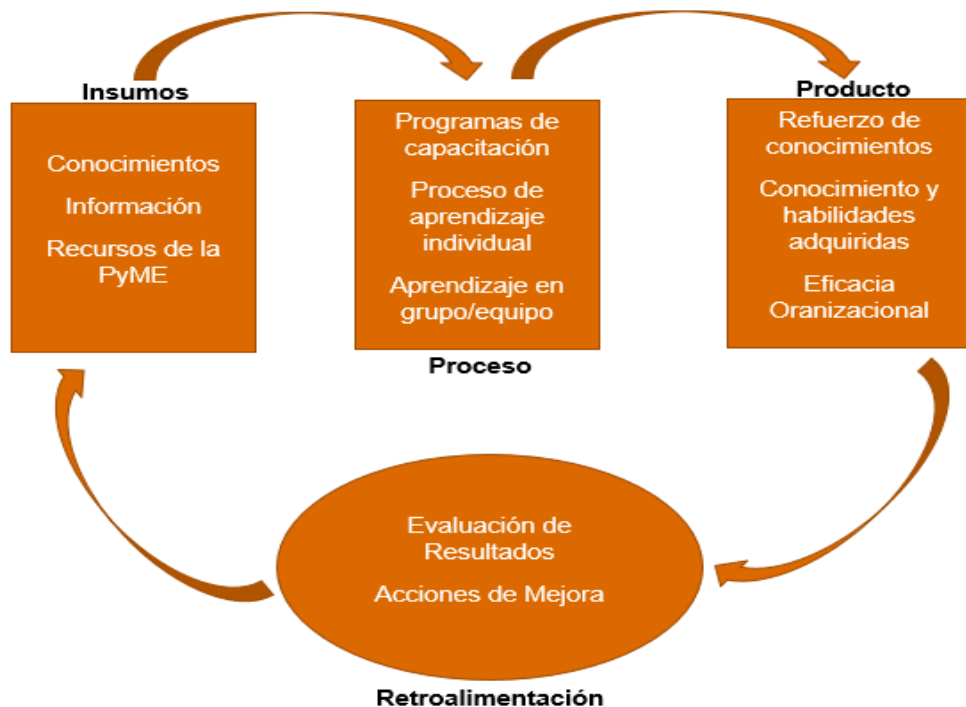 Insumos
Conocimientos
Información
Recursos de la
PyME
Programas de
capacitación
Proceso de
aprendizaje
individual
Aprendizaje en
grupo/equipo
Proceso
Producto
Refuerzo de
conocimientos
Conocimiento y
habilidades
adquiridas
Eficacia
Oranizacional
Evaluación de
Resultados
Acciones de Mejora
Retroalimentación